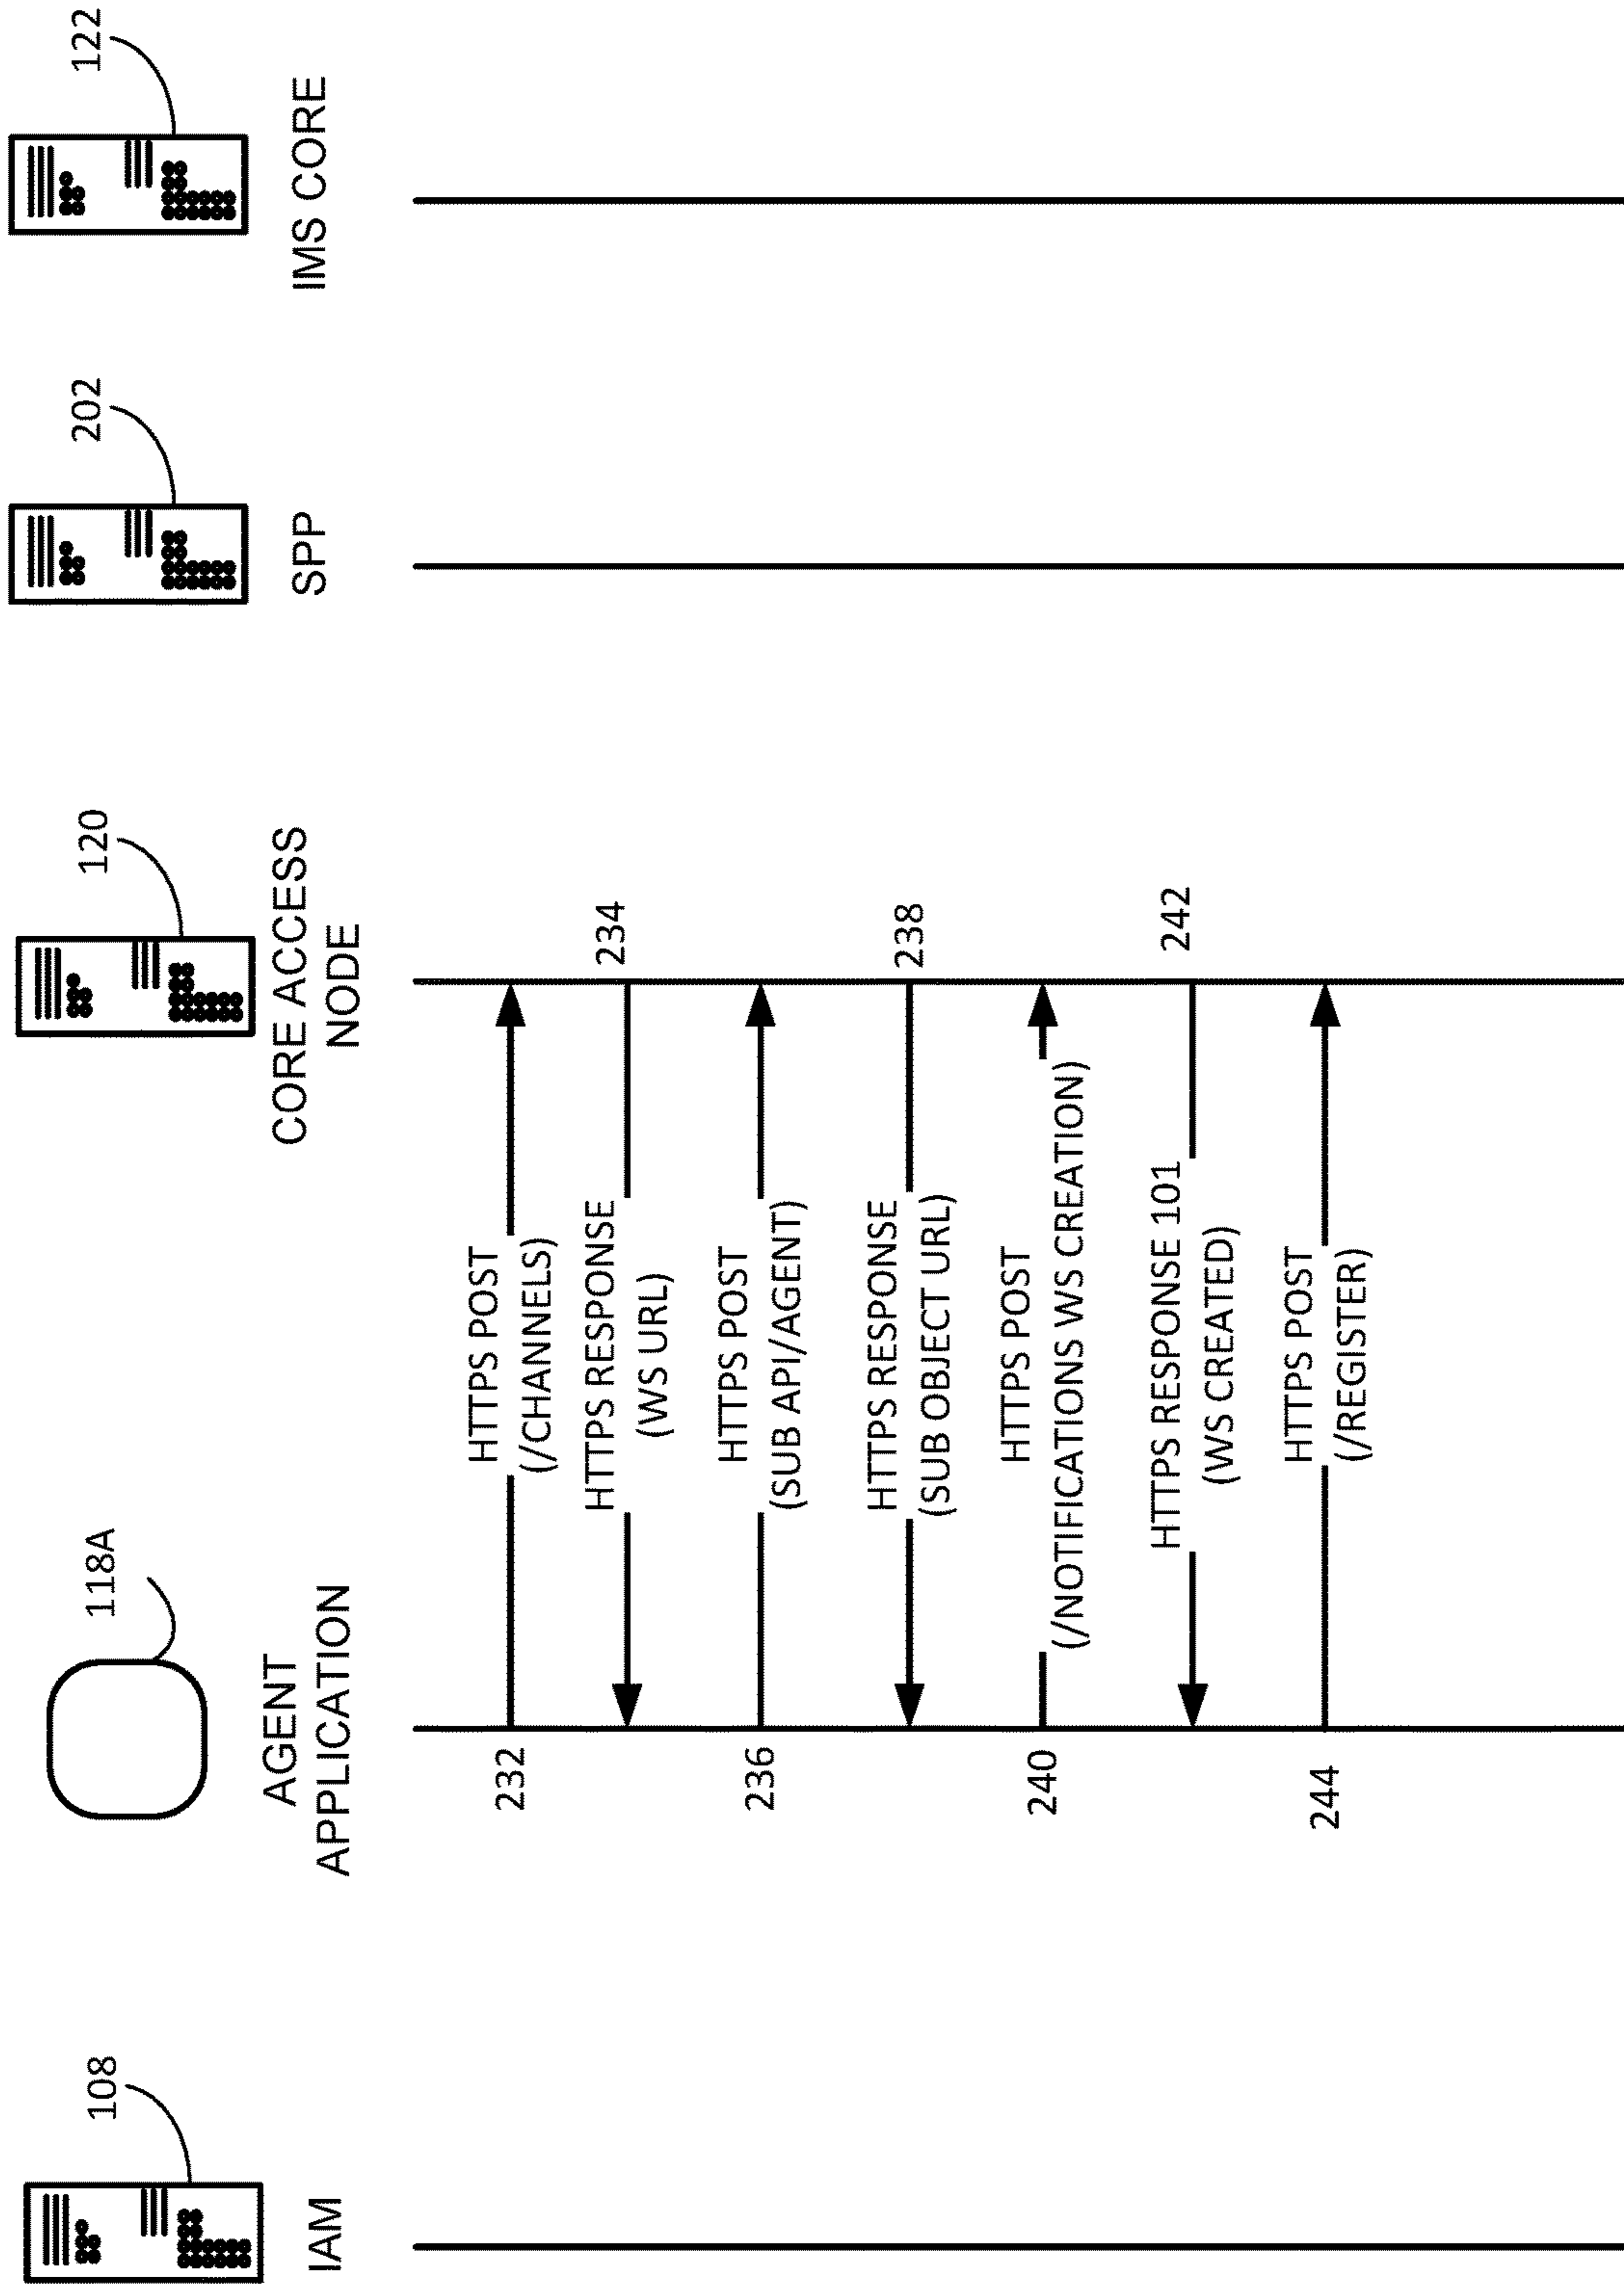 108
118A
120
202
122
IAM
AGENT
APPLICATION
CORE ACCESS
NODE
SPP
IMS CORE
232
HTTPS POST
(/CHANNELS)
HTTPS RESPONSE
(WS URL)
234
236
HTTPS POST
(SUB API/AGENT)
HTTPS RESPONSE
(SUB OBJECT URL)
238
240
HTTPS POST
(/NOTIFICATIONS WS CREATION)
HTTPS RESPONSE 101
(WS CREATED)
242
244
HTTPS POST
(/REGISTER)